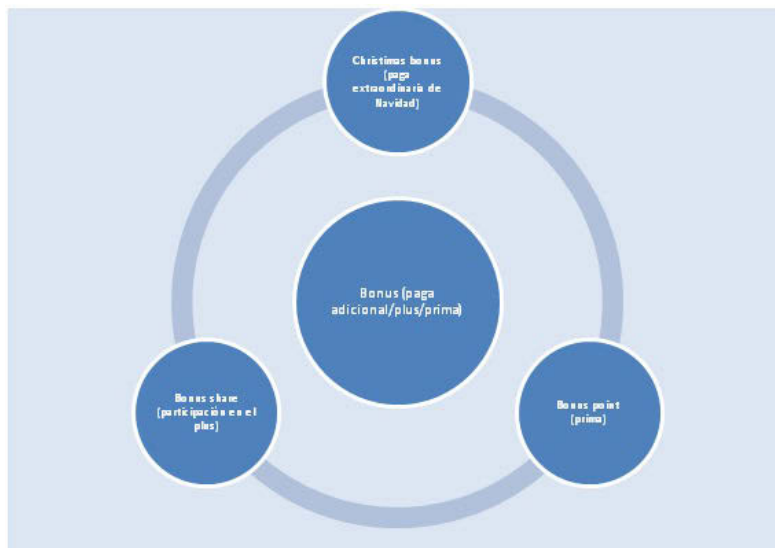 Christmas bonus
(paga
extraordinaria de
Navidad)
Bonus (paga
adicional/plus/prima)
Bonus share
(participación en el
plus)
Bonus point
(prima)